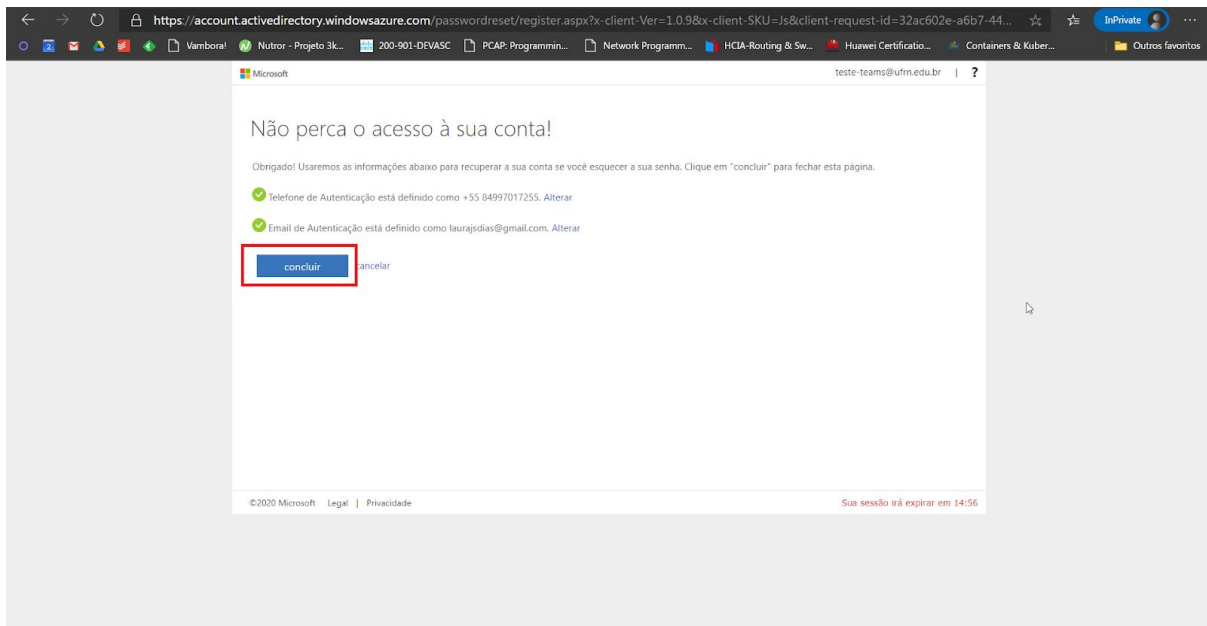 https://account.activedirectory.windowsazure.com/passwordreset/register.aspx?x-client-Ver=1.0.9&x-client-SKU=Js&client-request-id=32ac602e-a6b7-44...
InPrivate
2 Vambora! Nutror - Projeto 3k... 200-901-DEVASC PCAP: Programmin... Network Programm... HCIA-Routing & Sw... Huawei Certificatio... Containers & Kuber... Outros favoritos
Microsoft teste-teams@ufrn.edu.br | ?
Não perca o acesso à sua conta!
Obrigado! Usaremos as informações abaixo para recuperar a sua conta se você esquecer a sua senha. Clique em "concluir" para fechar esta página.
Telefone de Autenticação está definido como +55 84997017255. Alterar
Email de Autenticação está definido como laurajsdias@gmail.com. Alterar
concluir cancelar
©2020 Microsoft Legal | Privacidade Sua sessão irá expirar em 14:56